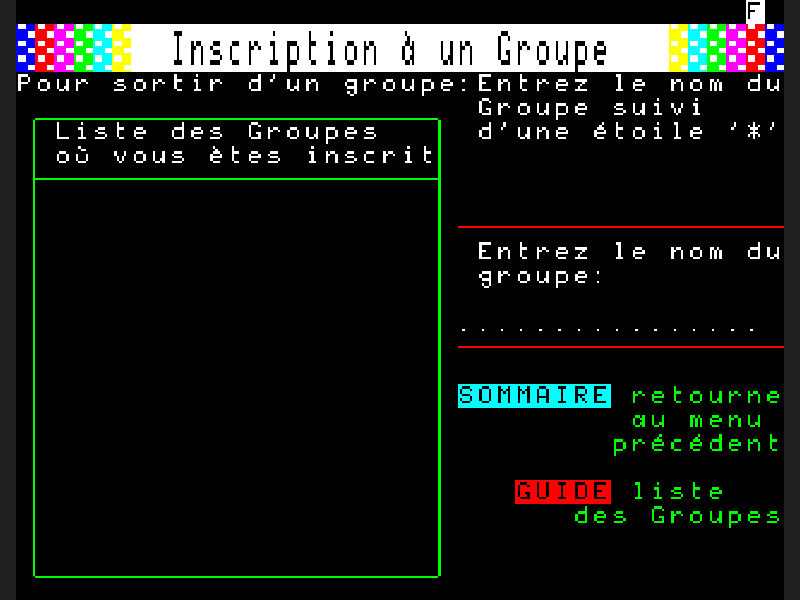 F
Inscription à un Groupe
Pour sortir d'un groupe: Entrez le nom du
Groupe suivi
d'une étoile '*'
Liste des Groupes
où vous ètes inscrit
Entrez le nom du
groupe:
................
SOMMAIRE retourne
au menu
précédent
GUIDE liste
des Groupes